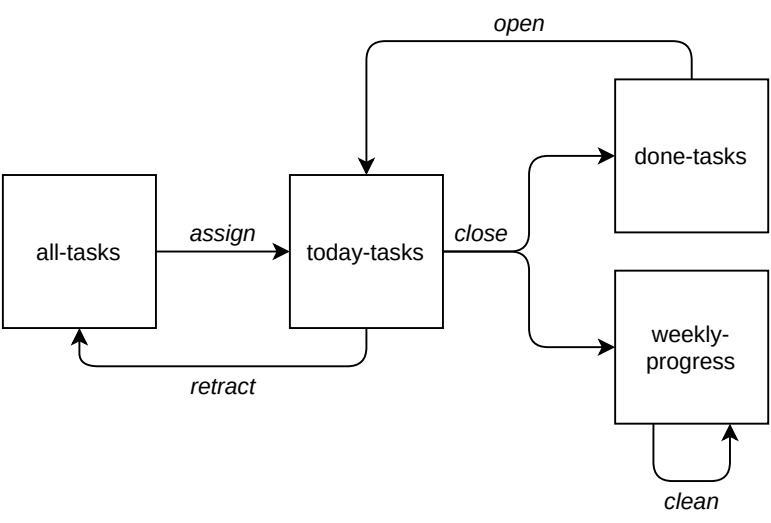 open
done-tasks
all-tasks
assign
today-tasks
close
retract
weekly-
progress
clean